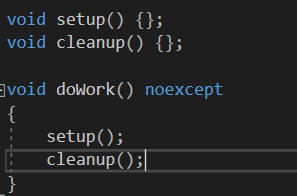 void setup() {};
void cleanup() {};
void doWork() noexcept
{
    setup();
    cleanup();
}